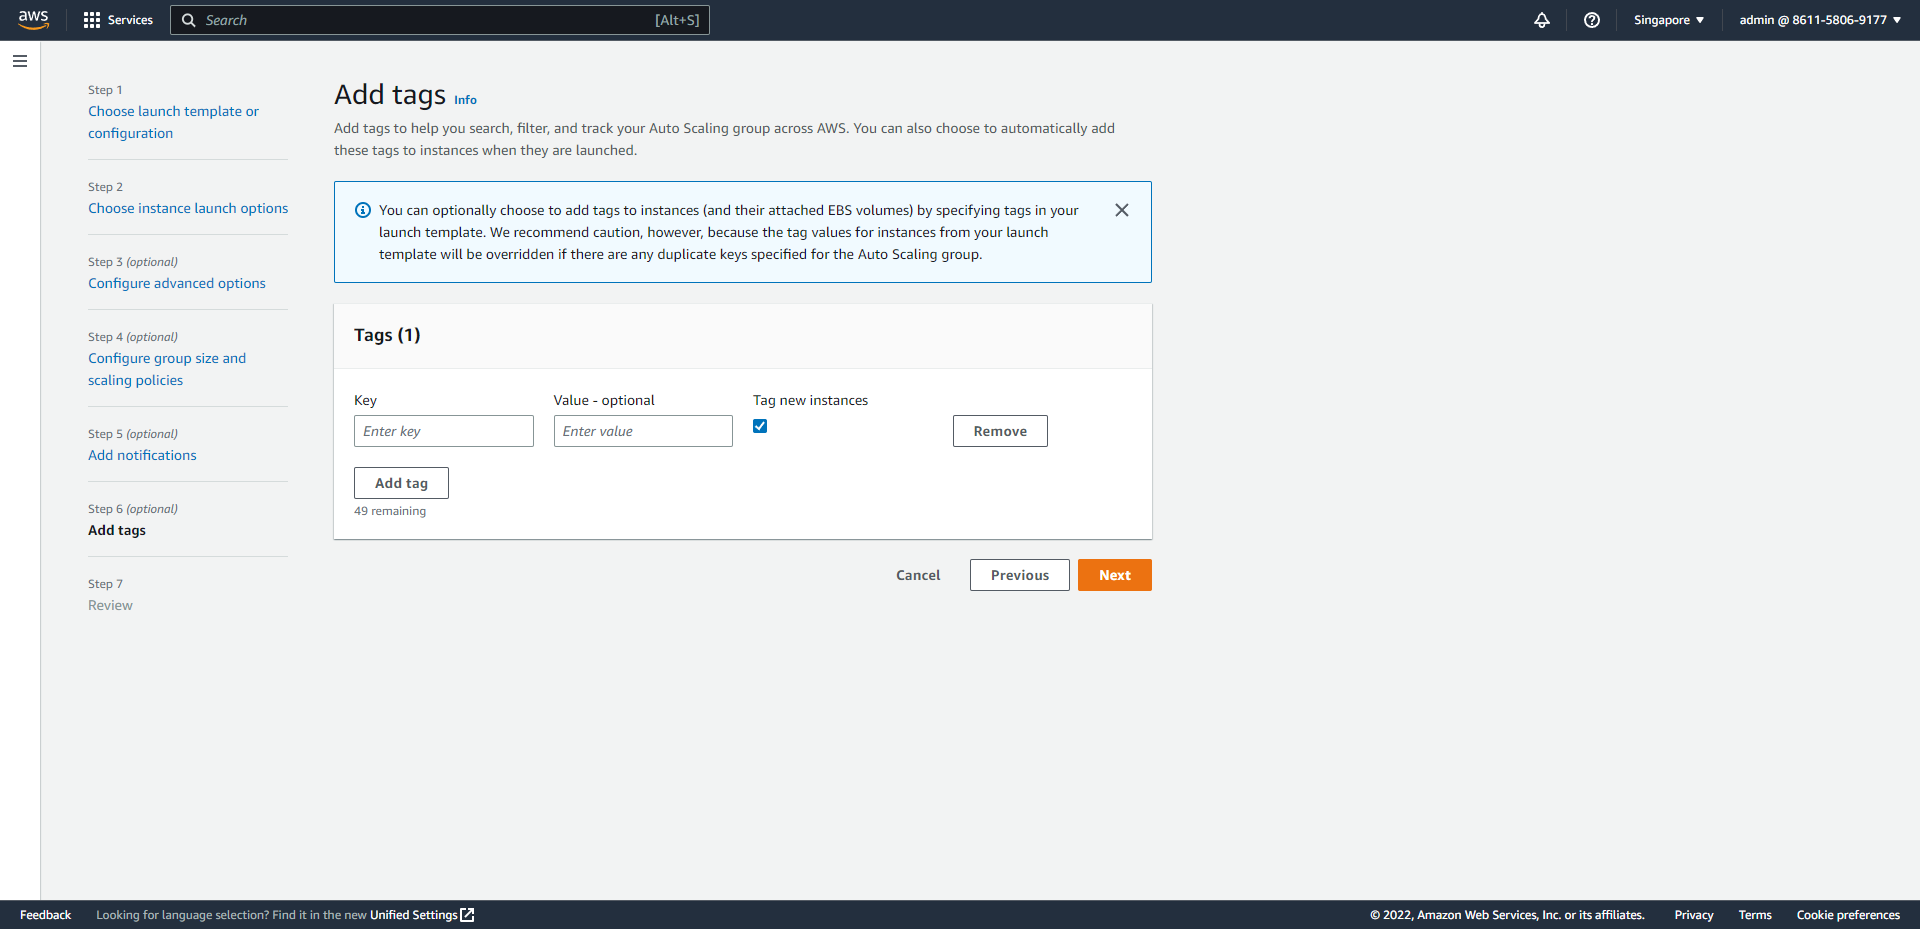 aws
Services
Search
[Alt+S]
Singapore
admin @ 8611-5806-9177
Step 1
Choose launch template or
configuration
Step 2
Choose instance launch options
Step 3 (optional)
Configure advanced options
Step 4 (optional)
Configure group size and
scaling policies
Step 5 (optional)
Add notifications
Step 6 (optional)
Add tags
Step 7
Review
Add tags Info
Add tags to help you search, filter, and track your Auto Scaling group across AWS. You can also choose to automatically add
these tags to instances when they are launched.
You can optionally choose to add tags to instances (and their attached EBS volumes) by specifying tags in your
launch template. We recommend caution, however, because the tag values for instances from your launch
template will be overridden if there are any duplicate keys specified for the Auto Scaling group.
Tags (1)
Key
Value - optional
Tag new instances
Enter key
Enter value
Remove
Add tag
49 remaining
Cancel
Previous
Next
Feedback
Looking for language selection? Find it in the new Unified Settings
© 2022, Amazon Web Services, Inc. or its affiliates.
Privacy
Terms
Cookie preferences